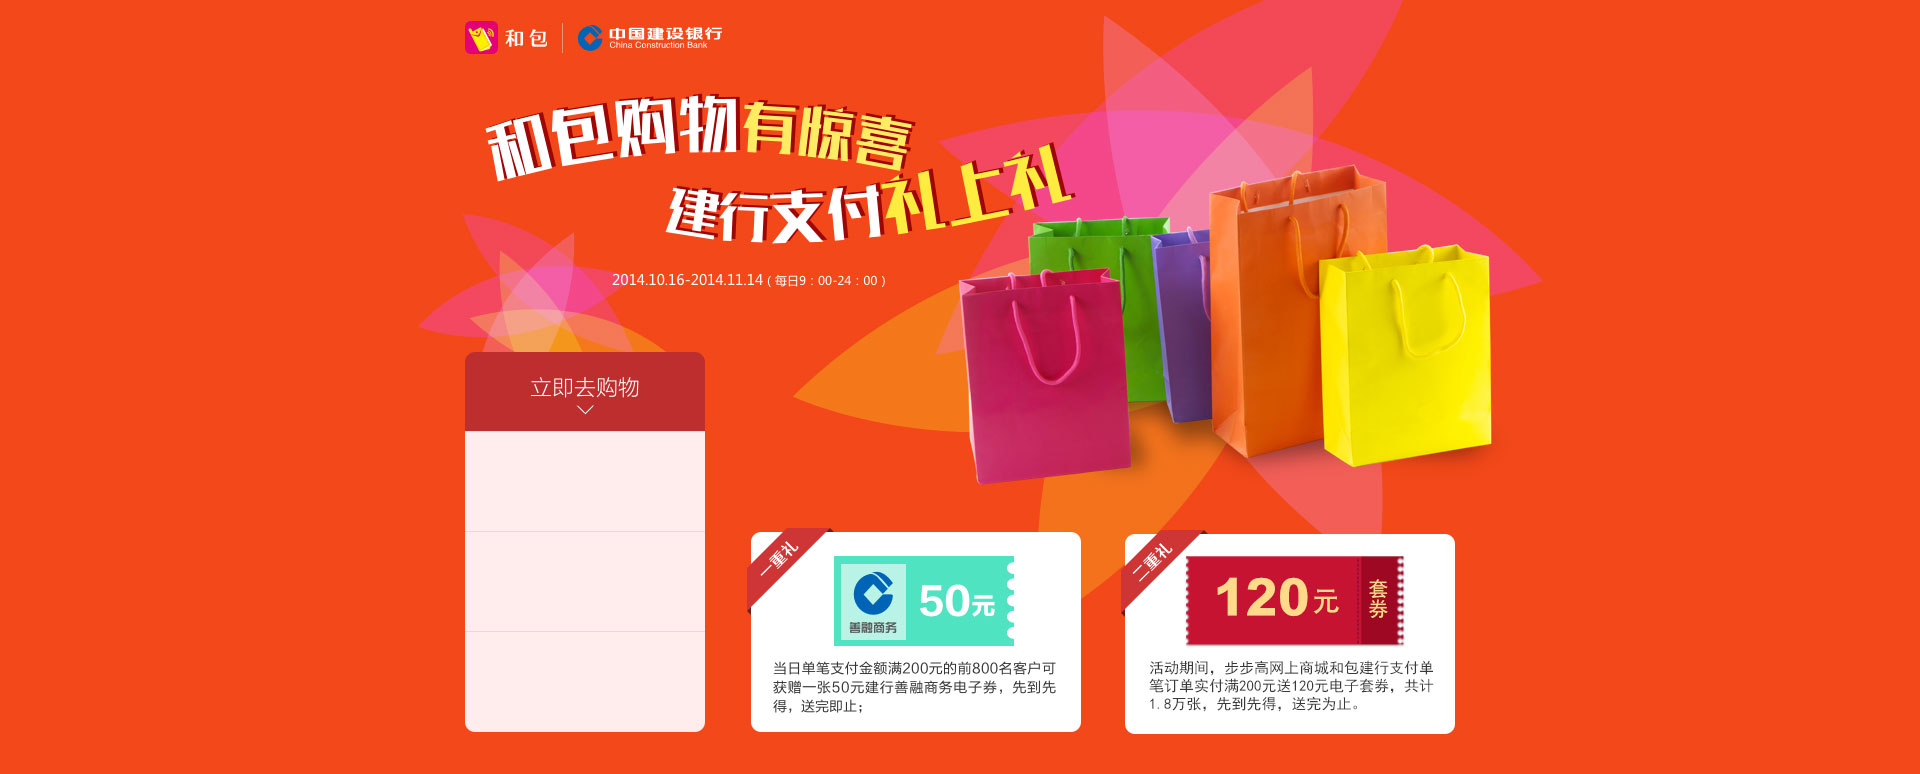 和包
中国建设银行
China Construction Bank
和包购物有惊喜
建行支付礼上礼
2014.10.16-2014.11.14（每日9：00-24：00）
立即去购物
一重礼
善融商务
50元
当日单笔支付金额满200元的前800名客户可
获赠一张50元建行善融商务电子券，先到先
得，送完即止；
二重礼
120元
套券
活动期间，步步高网上商城和包建行支付单
笔订单实付满200元送120元电子套券，共计
1.8万张，先到先得，送完为止。